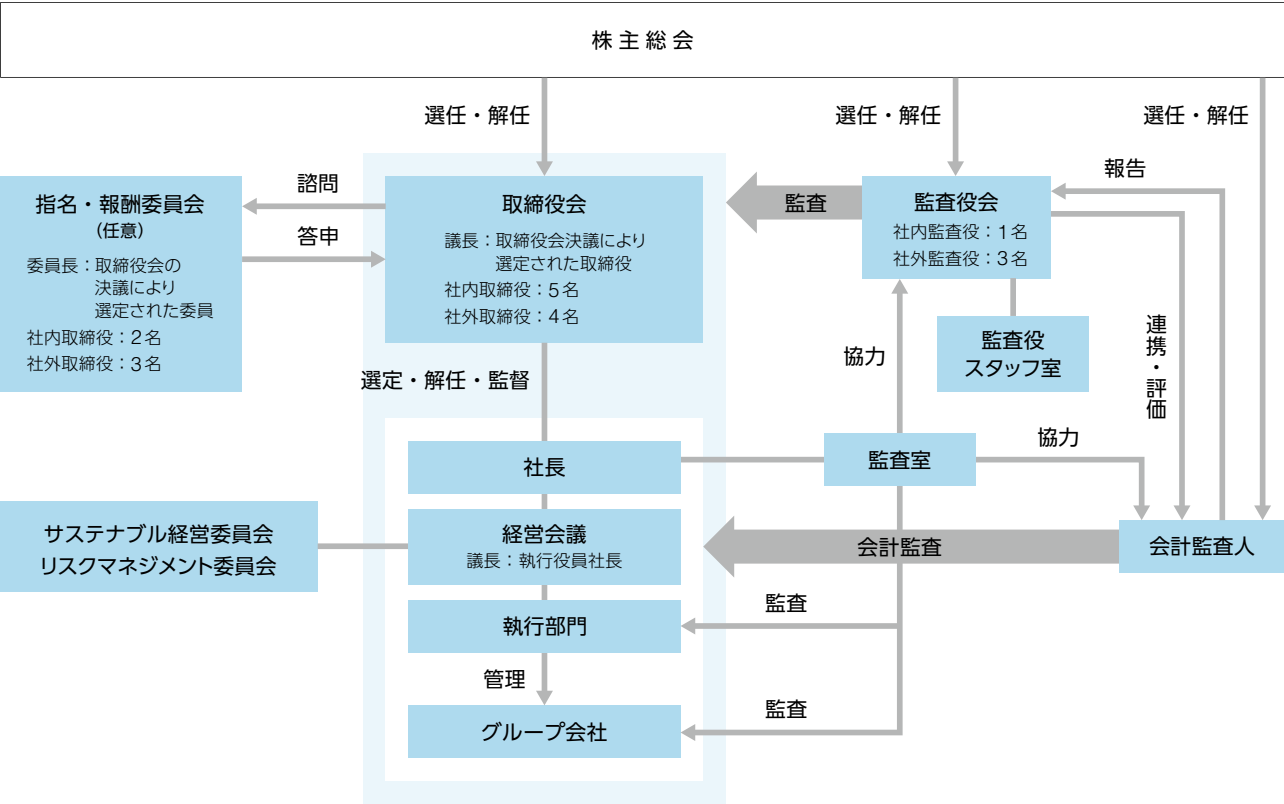 株主総会
選任・解任
選任・解任
選任・解任
指名・報酬委員会
(任意)
委員長：取締役会の
決議により
選定された委員
社内取締役：2名
社外取締役：3名
諮問
答申
取締役会
議長：取締役会決議により
選定された取締役
社内取締役：5名
社外取締役：4名
監査
監査役会
社内監査役：1名
社外監査役：3名
報告
監査役
スタッフ室
連携・評価
協力
選定・解任・監督
社長
監査室
協力
サステナブル経営委員会
リスクマネジメント委員会
経営会議
議長：執行役員社長
会計監査
会計監査人
執行部門
監査
管理
グループ会社
監査